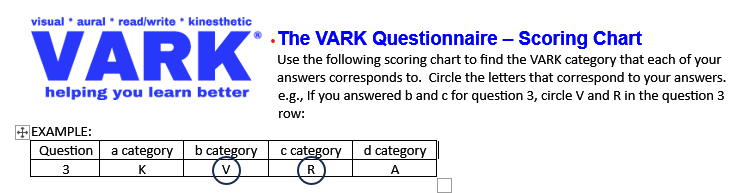 visual * aural * read/write * kinesthetic
VARK®
helping you learn better
• The VARK Questionnaire – Scoring Chart
Use the following scoring chart to find the VARK category that each of your
answers corresponds to. Circle the letters that correspond to your answers.
e.g., If you answered b and c for question 3, circle V and R in the question 3
row:
EXAMPLE:
Question a category b category c category d category
3 K V R A